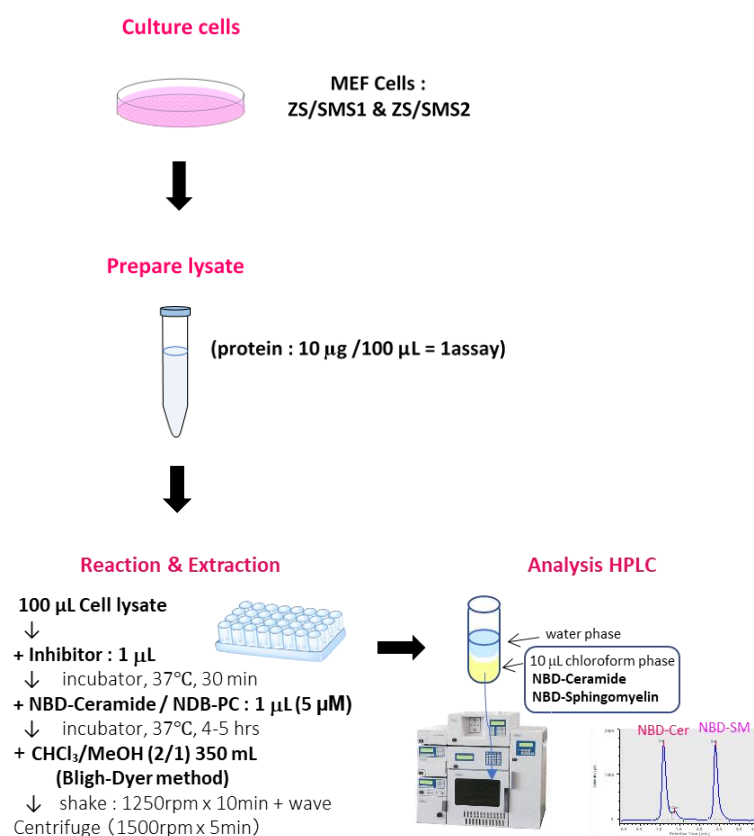 Culture cells
MEF Cells :
ZS/SMS1 & ZS/SMS2
Prepare lysate
(protein : 10 μg /100 μL = 1assay)
Reaction & Extraction
100 μL Cell lysate
↓
+ Inhibitor : 1 μL
↓ incubator, 37℃, 30 min
+ NBD-Ceramide / NDB-PC : 1 μL (5 μM)
↓ incubator, 37℃, 4-5 hrs
+ CHCl₃/MeOH (2/1) 350 mL
(Bligh-Dyer method)
↓ shake : 1250rpm x 10min + wave
Centrifuge (1500rpm x 5min)
Analysis HPLC
water phase
10 μL chloroform phase
NBD-Ceramide
NBD-Sphingomyelin
NBD-Cer NBD-SM